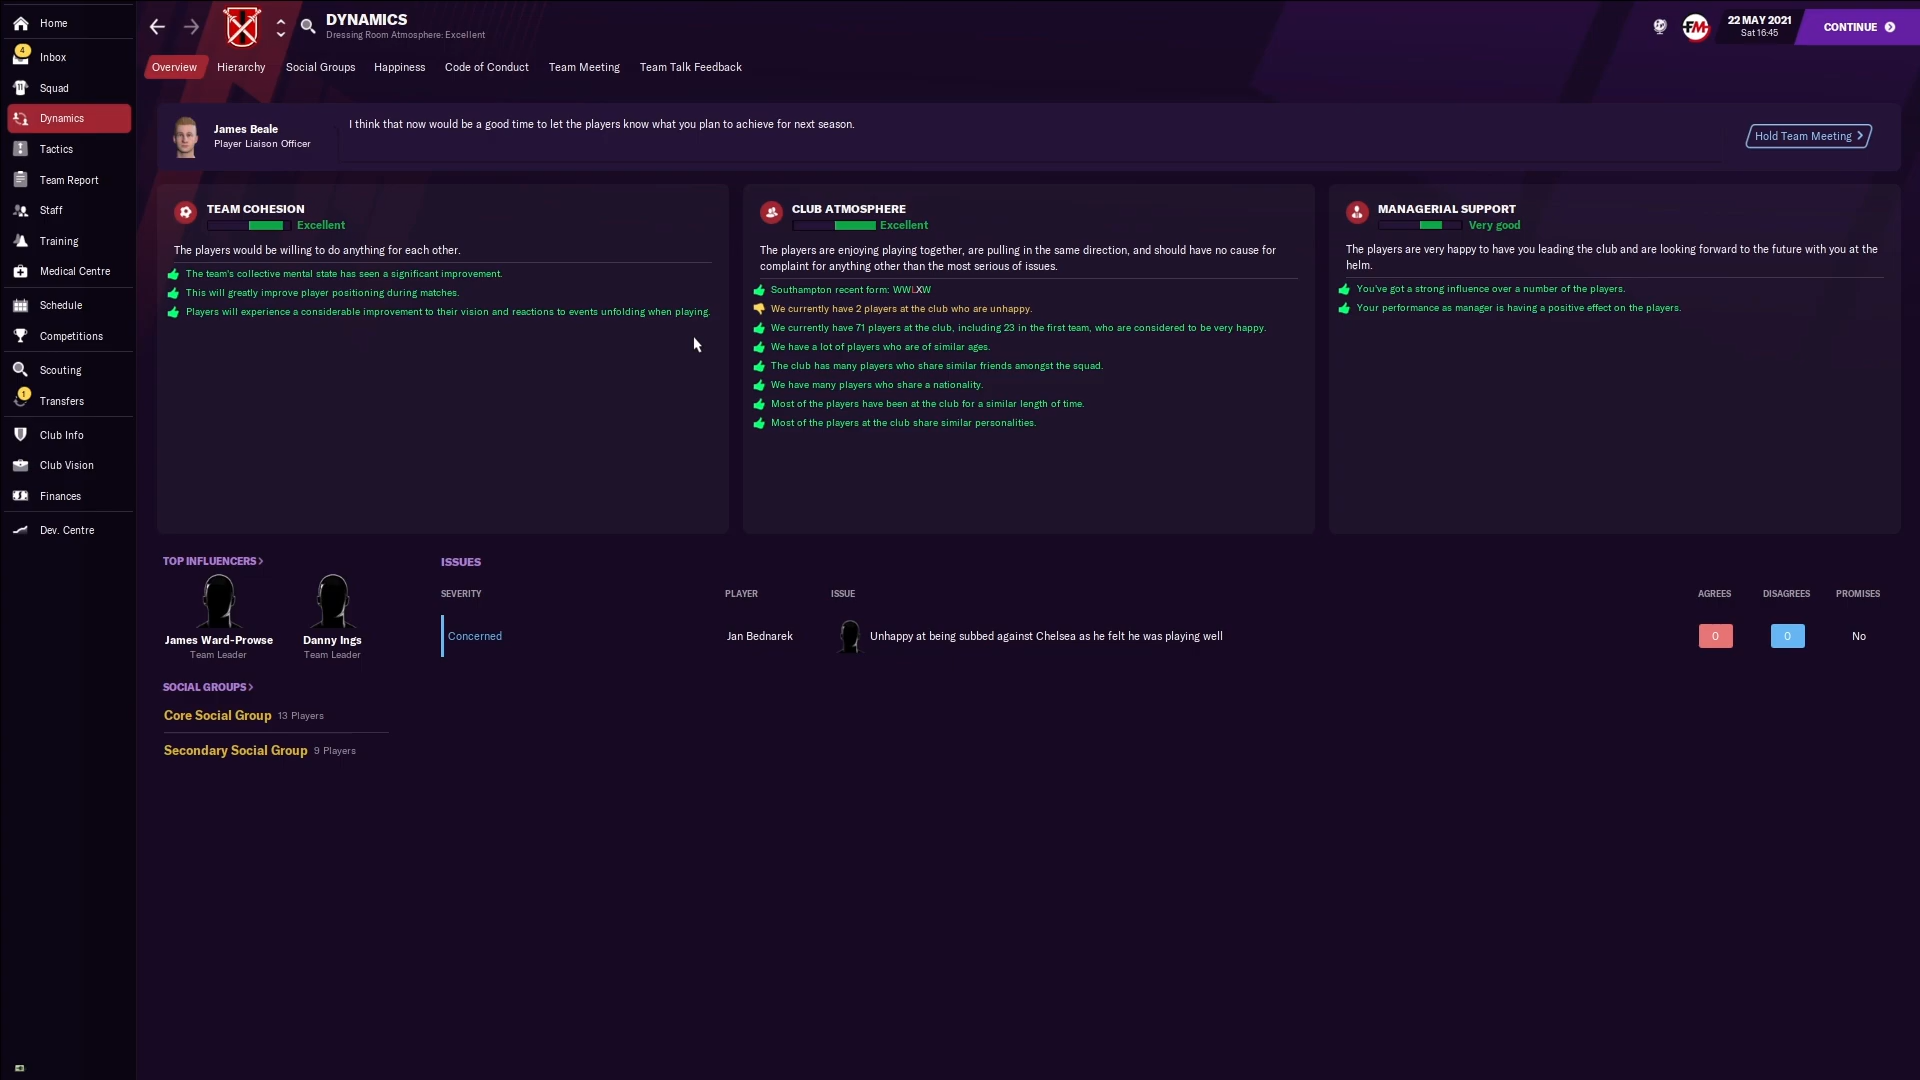 Home
4
Inbox
Squad
Dynamics
Tactics
Team Report
Staff
Training
Medical Centre
Schedule
Competitions
Scouting
1
Transfers
Club Info
Club Vision
Finances
Dev. Centre
DYNAMICS
Dressing Room Atmosphere: Excellent
FM
22 MAY 2021
Sat 16:45
CONTINUE
Overview Hierarchy Social Groups Happiness Code of Conduct Team Meeting Team Talk Feedback
James Beale
Player Liaison Officer
I think that now would be a good time to let the players know what you plan to achieve for next season.
Hold Team Meeting >
TEAM COHESION
Excellent
The players would be willing to do anything for each other.
The team's collective mental state has seen a significant improvement.
This will greatly improve player positioning during matches.
Players will experience a considerable improvement to their vision and reactions to events unfolding when playing.
CLUB ATMOSPHERE
Excellent
The players are enjoying playing together, are pulling in the same direction, and should have no cause for
complaint for anything other than the most serious of issues.
Southampton recent form: WWLXW
We currently have 2 players at the club who are unhappy.
We currently have 71 players at the club, including 23 in the first team, who are considered to be very happy.
We have a lot of players who are of similar ages.
The club has many players who share similar friends amongst the squad.
We have many players who share a nationality.
Most of the players have been at the club for a similar length of time.
Most of the players at the club share similar personalities.
MANAGERIAL SUPPORT
Very good
The players are very happy to have you leading the club and are looking forward to the future with you at the
helm.
You've got a strong influence over a number of the players.
Your performance as manager is having a positive effect on the players.
TOP INFLUENCERS >
James Ward-Prowse
Team Leader
Danny Ings
Team Leader
SOCIAL GROUPS >
Core Social Group 13 Players
Secondary Social Group 9 Players
ISSUES
SEVERITY PLAYER ISSUE AGREES DISAGREES PROMISES
Concerned Jan Bednarek Unhappy at being subbed against Chelsea as he felt he was playing well 0 0 No